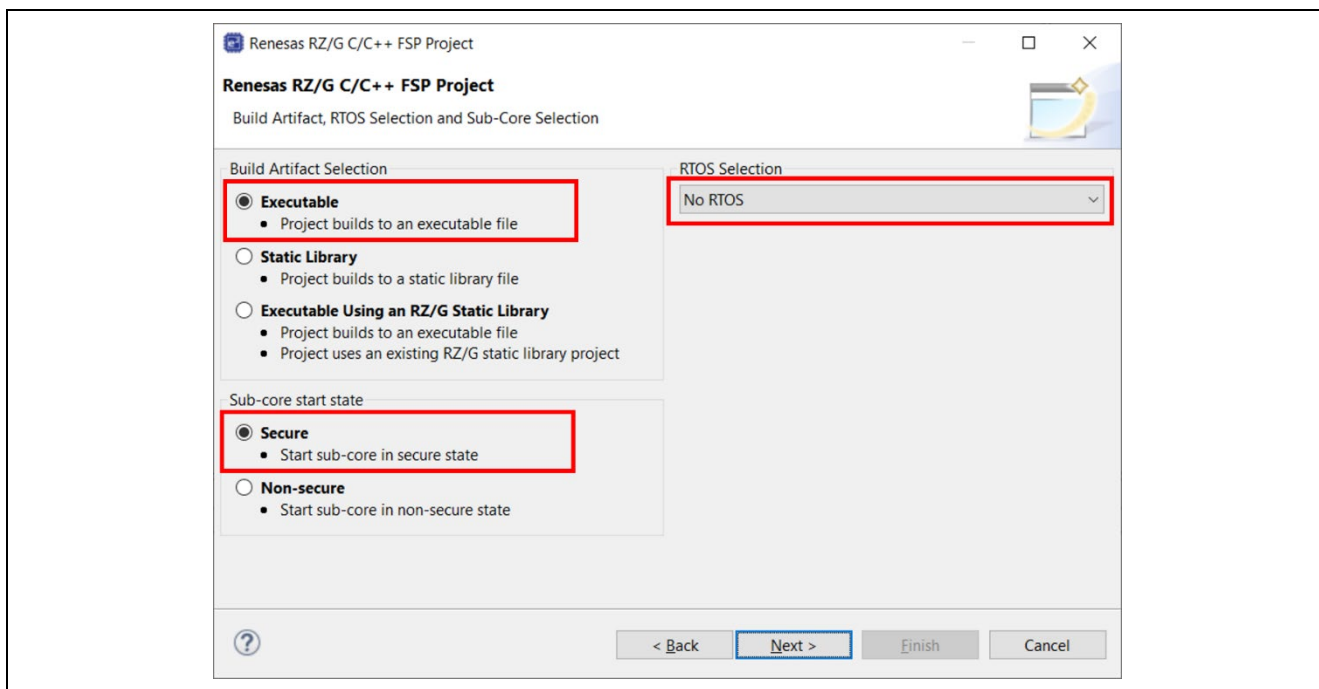 Renesas RZ/G C/C++ FSP Project
Renesas RZ/G C/C++ FSP Project
Build Artifact, RTOS Selection and Sub-Core Selection
Build Artifact Selection
Executable
• Project builds to an executable file
Static Library
• Project builds to a static library file
Executable Using an RZ/G Static Library
• Project builds to an executable file
• Project uses an existing RZ/G static library project
RTOS Selection
No RTOS
Sub-core start state
Secure
• Start sub-core in secure state
Non-secure
• Start sub-core in non-secure state
?
< Back
Next >
Finish
Cancel